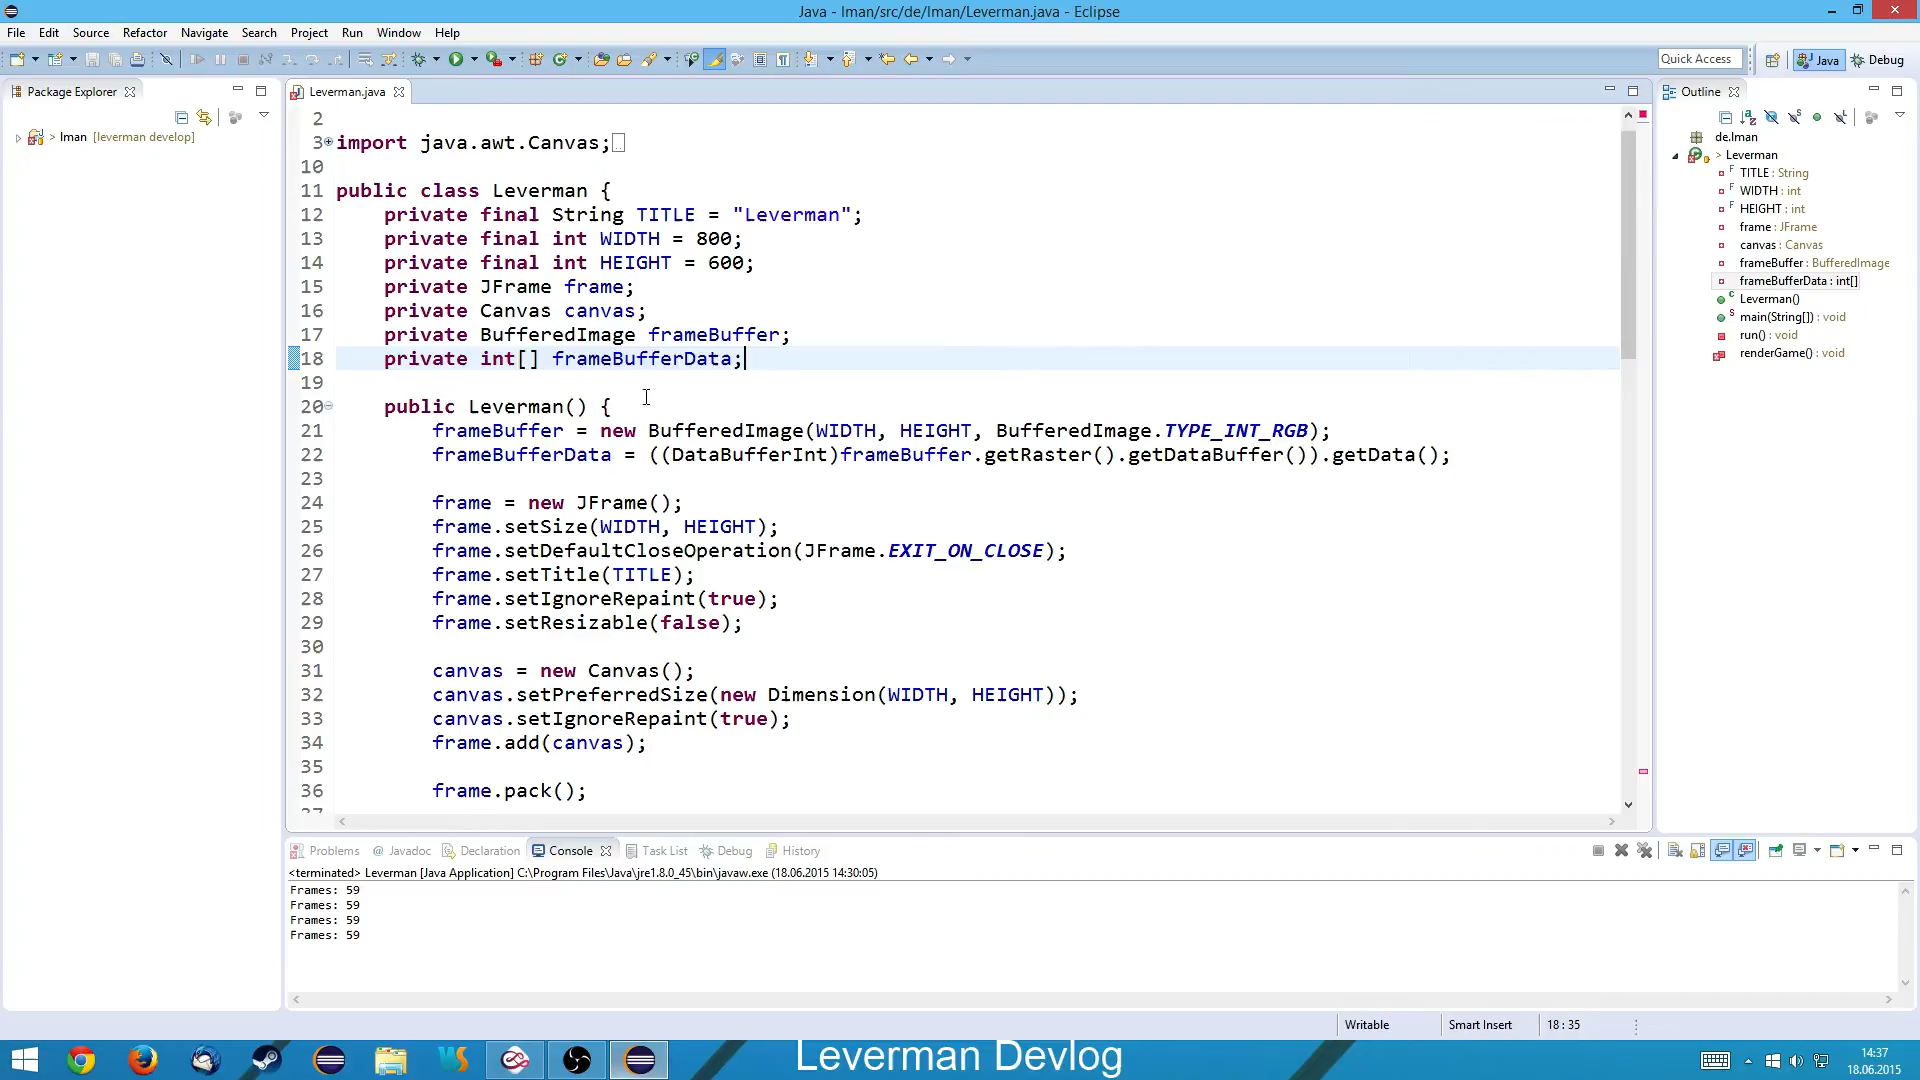 Java - lman/src/de/lman/Leverman.java - Eclipse
File Edit Source Refactor Navigate Search Project Run Window Help
Quick Access Java Debug
Package Explorer
> lman [leverman develop]
Leverman.java
2
3 import java.awt.Canvas;
10
11 public class Leverman {
12 private final String TITLE = "Leverman";
13 private final int WIDTH = 800;
14 private final int HEIGHT = 600;
15 private JFrame frame;
16 private Canvas canvas;
17 private BufferedImage frameBuffer;
18 private int[] frameBufferData;
19
20 public Leverman() {
21 frameBuffer = new BufferedImage(WIDTH, HEIGHT, BufferedImage.TYPE_INT_RGB);
22 frameBufferData = ((DataBufferInt)frameBuffer.getRaster().getDataBuffer()).getData();
23
24 frame = new JFrame();
25 frame.setSize(WIDTH, HEIGHT);
26 frame.setDefaultCloseOperation(JFrame.EXIT_ON_CLOSE);
27 frame.setTitle(TITLE);
28 frame.setIgnoreRepaint(true);
29 frame.setResizable(false);
30
31 canvas = new Canvas();
32 canvas.setPreferredSize(new Dimension(WIDTH, HEIGHT));
33 canvas.setIgnoreRepaint(true);
34 frame.add(canvas);
35
36 frame.pack();
37
Outline
de.lman
> Leverman
TITLE : String
WIDTH : int
HEIGHT : int
frame : JFrame
canvas : Canvas
frameBuffer : BufferedImage
frameBufferData : int[]
Leverman()
main(String[]) : void
run() : void
renderGame() : void
Problems Javadoc Declaration Console Task List Debug History
<terminated> Leverman [Java Application] C:\Program Files\Java\jre1.8.0_45\bin\javaw.exe (18.06.2015 14:30:05)
Frames: 59
Frames: 59
Frames: 59
Frames: 59
Writable Smart Insert 18 : 35
Leverman Devlog
14:37
18.06.2015